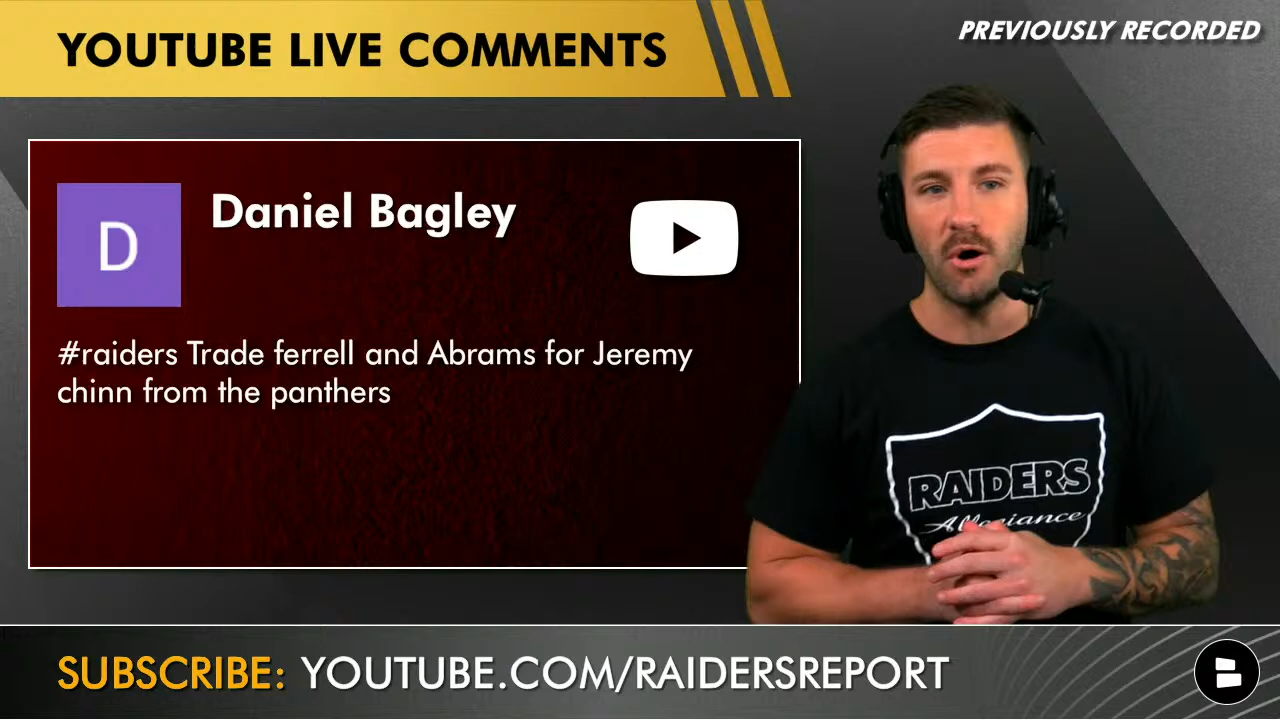 YOUTUBE LIVE COMMENTS
PREVIOUSLY RECORDED
D
Daniel Bagley
#raiders Trade ferrell and Abrams for Jeremy
chinn from the panthers
RAIDERS
Allegiance
SUBSCRIBE: YOUTUBE.COM/RAIDERSREPORT